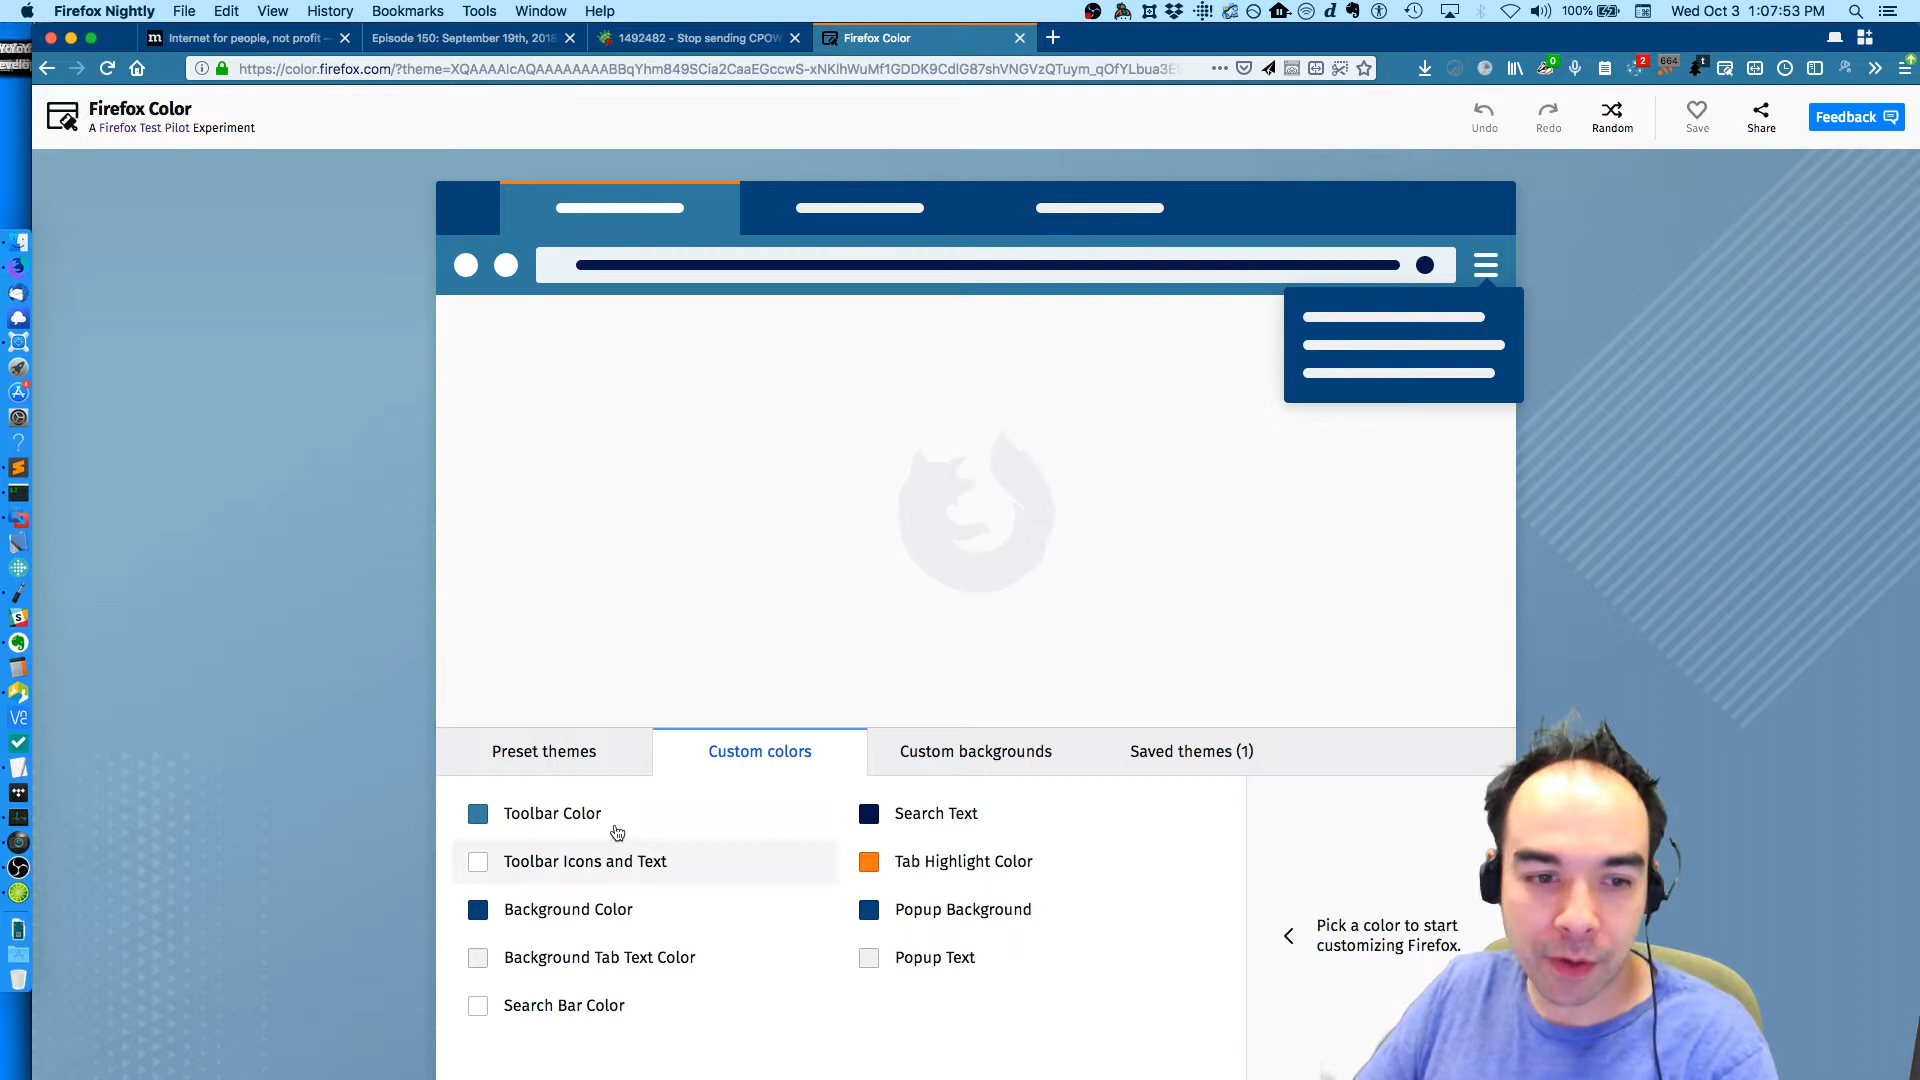 Firefox Nightly File Edit View History Bookmarks Tools Window Help 100% Wed Oct 3 1:07:53 PM
m Internet for people, not profit — Episode 150: September 19th, 2018 1492482 - Stop sending CPOW Firefox Color
https://color.firefox.com/?theme=XQAAAAIcAQAAAAAAAABBqYhm849SCia2CaaEGccwS-xNKlhWuMf1GDDK9CdlG87shVNGVzQTuym_qOfYLbua3E 0 2 664 t
Firefox Color
A Firefox Test Pilot Experiment
Undo Redo Random Save Share Feedback
Preset themes Custom colors Custom backgrounds Saved themes (1)
Toolbar Color Search Text
Toolbar Icons and Text Tab Highlight Color
Background Color Popup Background
Background Tab Text Color Popup Text
Search Bar Color
Pick a color to start
customizing Firefox.